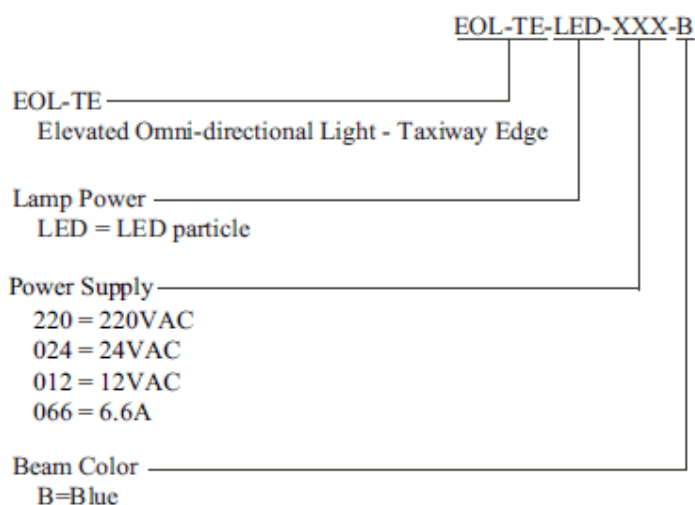 EOL-TE-LED-XXX-B
EOL-TE
Elevated Omni-directional Light - Taxiway Edge
Lamp Power
LED = LED particle
Power Supply
220 = 220VAC
024 = 24VAC
012 = 12VAC
066 = 6.6A
Beam Color
B=Blue